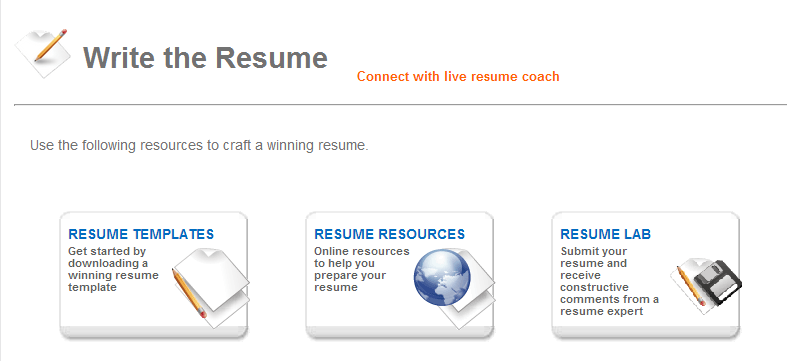 Write the Resume
Connect with live resume coach
Use the following resources to craft a winning resume.
RESUME TEMPLATES
Get started by
downloading a
winning resume
template
RESUME RESOURCES
Online resources
to help you
prepare your
resume
RESUME LAB
Submit your
resume and
receive
constructive
comments from a
resume expert